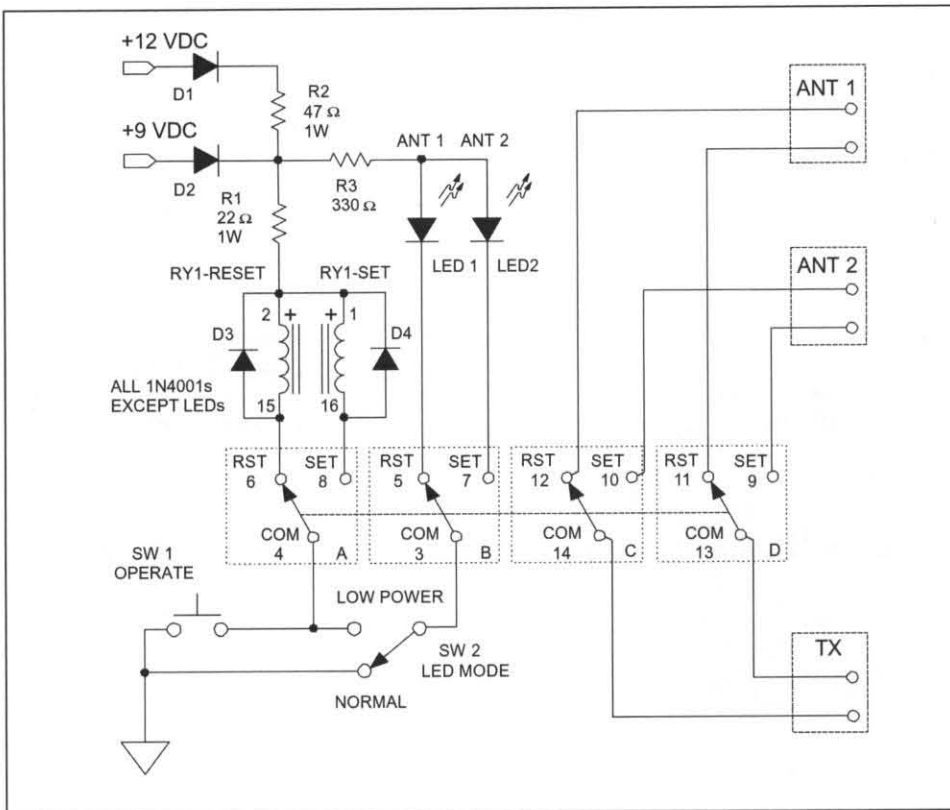 +12 VDC
D1
R2
47 Ω
1W
+9 VDC
D2
R1
22 Ω
1W
R3
330 Ω
ANT 1
ANT 2
LED 1
LED2
RY1-RESET
RY1-SET
D3
2
+
+
1
D4
15
16
ALL 1N4001s
EXCEPT LEDs
RST
6
SET
8
COM
4
A
RST
5
SET
7
COM
3
B
RST
12
SET
10
COM
14
C
RST
11
SET
9
COM
13
D
SW 1
OPERATE
LOW POWER
SW 2
LED MODE
NORMAL
ANT 1
ANT 2
TX